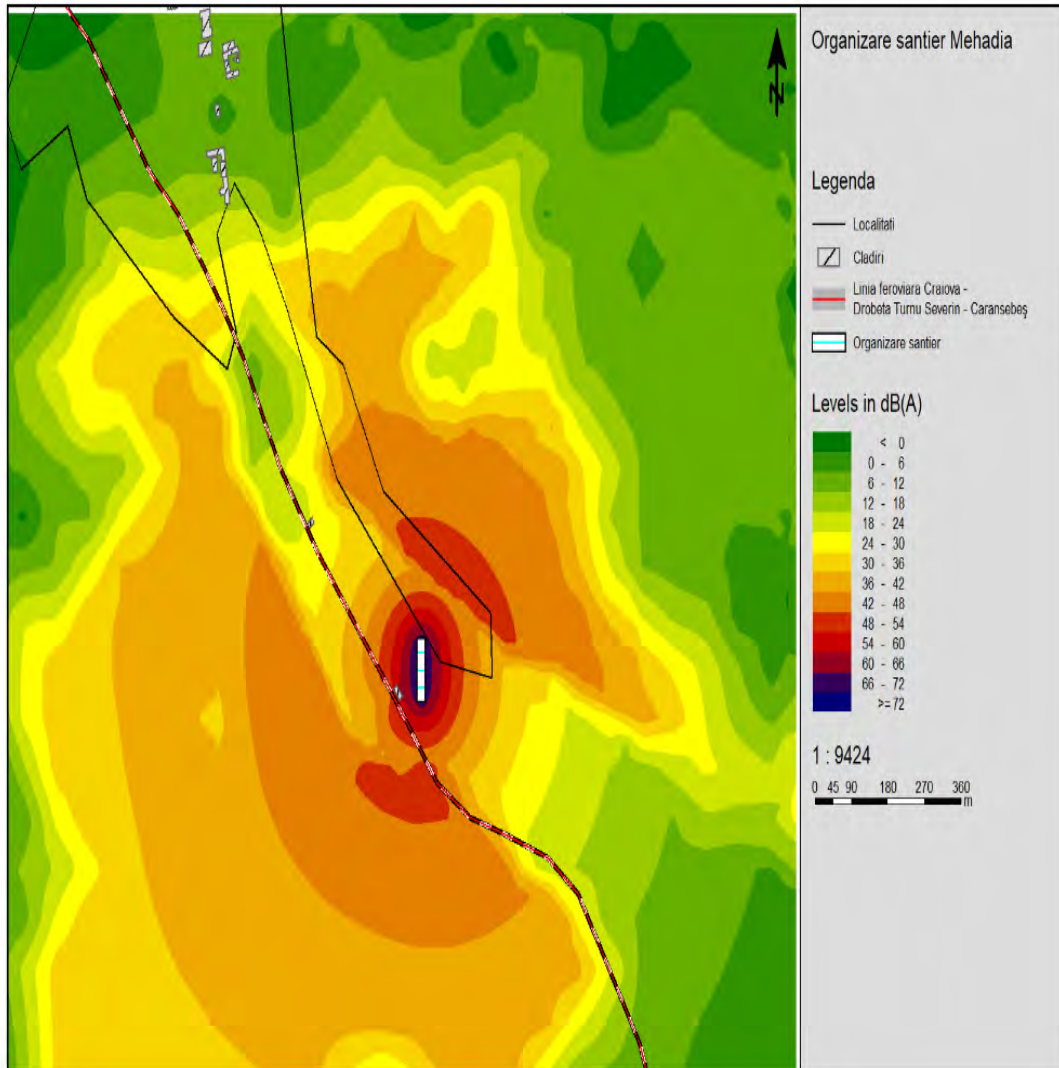 Organizare santier Mehadia
N
Legenda
Localitati
Cladiri
Linia feroviara Craiova -
Drobeta Turnu Severin - Caransebeş
Organizare santier
Levels in dB(A)
< 0
0 - 6
6 - 12
12 - 18
18 - 24
24 - 30
30 - 36
36 - 42
42 - 48
48 - 54
54 - 60
60 - 66
66 - 72
>= 72
1 : 9424
0 45 90 180 270 360
m